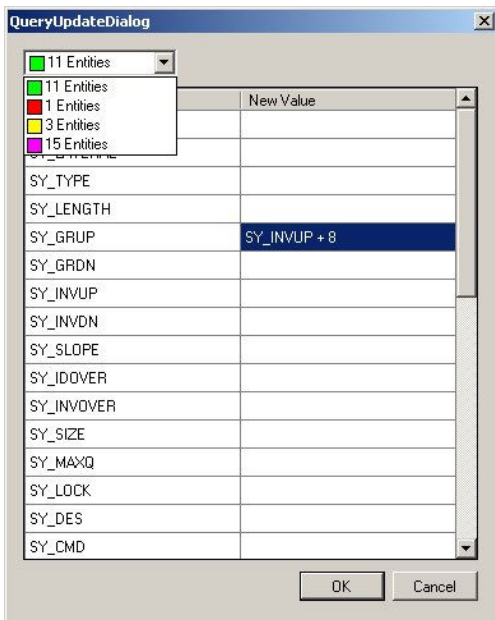 QueryUpdateDialog
11 Entities
11 Entities
1 Entities
3 Entities
15 Entities
New Value
SY_TYPE
SY_LENGTH
SY_GRUP SY_INVUP + 8
SY_GRDN
SY_INVUP
SY_INVDN
SY_SLOPE
SY_IDOVER
SY_INVOVER
SY_SIZE
SY_MAXQ
SY_LOCK
SY_DES
SY_CMD
OK Cancel